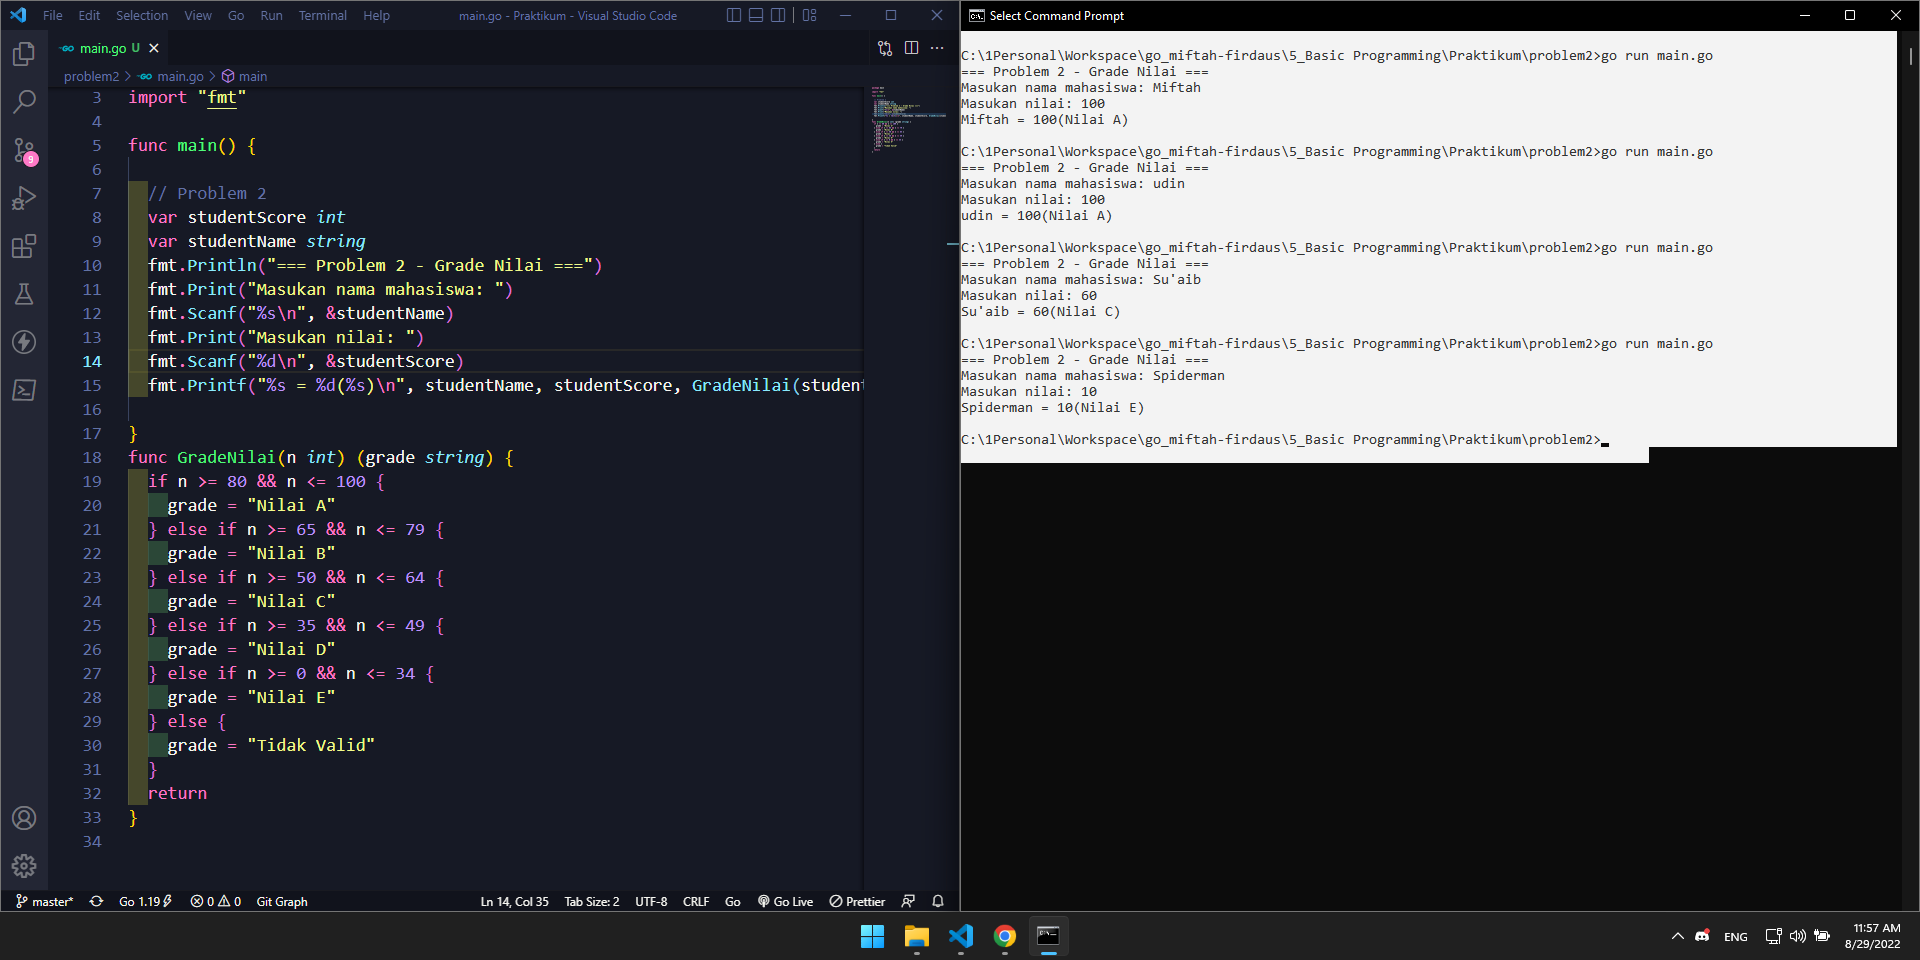 File Edit Selection View Go Run Terminal Help main.go - Praktikum - Visual Studio Code
main.go U
problem2 > main.go > main
3 import "fmt"
4
5 func main() {
6
7 // Problem 2
8 var studentScore int
9 var studentName string
10 fmt.Println("=== Problem 2 - Grade Nilai ===")
11 fmt.Print("Masukan nama mahasiswa: ")
12 fmt.Scanf("%s\n", &studentName)
13 fmt.Print("Masukan nilai: ")
14 fmt.Scanf("%d\n", &studentScore)
15 fmt.Printf("%s = %d(%s)\n", studentName, studentScore, GradeNilai(student
16
17 }
18 func GradeNilai(n int) (grade string) {
19 if n >= 80 && n <= 100 {
20 grade = "Nilai A"
21 } else if n >= 65 && n <= 79 {
22 grade = "Nilai B"
23 } else if n >= 50 && n <= 64 {
24 grade = "Nilai C"
25 } else if n >= 35 && n <= 49 {
26 grade = "Nilai D"
27 } else if n >= 0 && n <= 34 {
28 grade = "Nilai E"
29 } else {
30 grade = "Tidak Valid"
31 }
32 return
33 }
34
9
master* Go 1.19 0 0 Git Graph Ln 14, Col 35 Tab Size: 2 UTF-8 CRLF Go Go Live Prettier
Select Command Prompt
C:\1Personal\Workspace\go_miftah-firdaus\5_Basic Programming\Praktikum\problem2>go run main.go
=== Problem 2 - Grade Nilai ===
Masukan nama mahasiswa: Miftah
Masukan nilai: 100
Miftah = 100(Nilai A)
C:\1Personal\Workspace\go_miftah-firdaus\5_Basic Programming\Praktikum\problem2>go run main.go
=== Problem 2 - Grade Nilai ===
Masukan nama mahasiswa: udin
Masukan nilai: 100
udin = 100(Nilai A)
C:\1Personal\Workspace\go_miftah-firdaus\5_Basic Programming\Praktikum\problem2>go run main.go
=== Problem 2 - Grade Nilai ===
Masukan nama mahasiswa: Su'aib
Masukan nilai: 60
Su'aib = 60(Nilai C)
C:\1Personal\Workspace\go_miftah-firdaus\5_Basic Programming\Praktikum\problem2>go run main.go
=== Problem 2 - Grade Nilai ===
Masukan nama mahasiswa: Spiderman
Masukan nilai: 10
Spiderman = 10(Nilai E)
C:\1Personal\Workspace\go_miftah-firdaus\5_Basic Programming\Praktikum\problem2>
ENG
11:57 AM
8/29/2022